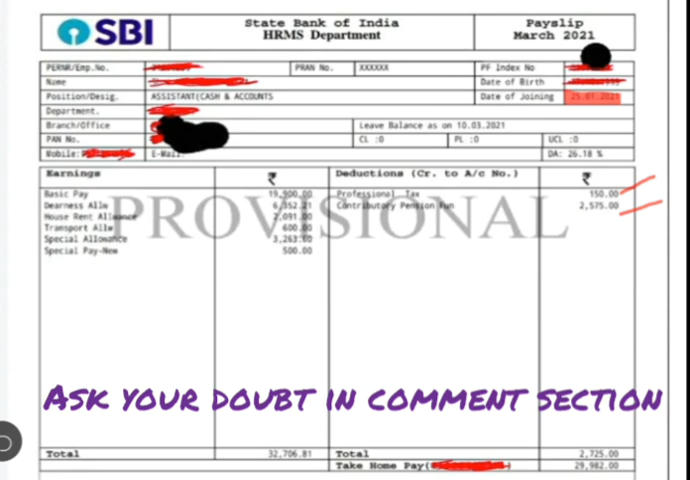 SBI
State Bank of India
HRMS Department
Payslip
March 2021
PERNR/Emp.No. PRAN No. XXXXXX PF Index No
Name Date of Birth
Position/Desig. ASSISTANT(CASH & ACCOUNTS Date of Joining 25.01.2021
Department.
Branch/Office Leave Balance as on 10.03.2021
PAN No. CL :0 PL :0 UCL :0
Mobile: E-Mail: DA: 26.18 %
Earnings ₹ Deductions (Cr. to A/c No.) ₹
Basic Pay 19,900.00 Professional Tax 150.00
Dearness Allw 6,352.21 Contributory Pension Fun 2,575.00
House Rent Allwance 2,091.00
Transport Allw 600.00
Special Allowance 3,263.60
Special Pay-New 500.00
PROVISIONAL
ASK YOUR DOUBT IN COMMENT SECTION
Total 32,706.81 Total 2,725.00
Take Home Pay( ) 29,982.00